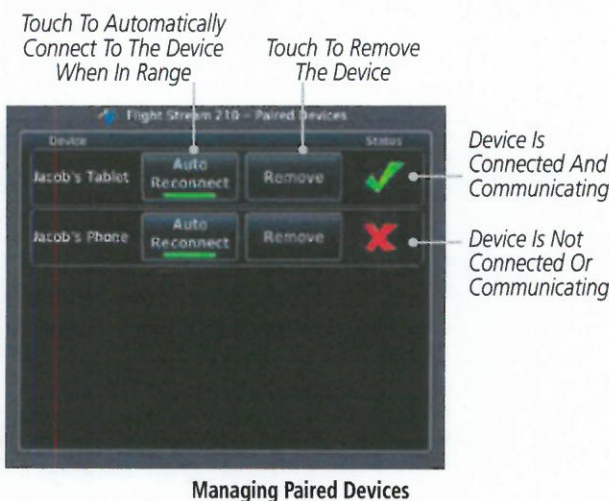 Touch To Automatically
Connect To The Device
When In Range
Touch To Remove
The Device
Flight Stream 210 – Paired Devices
Device
Status
Jacob's Tablet
Auto
Reconnect
Remove
Device Is
Connected And
Communicating
Jacob's Phone
Auto
Reconnect
Remove
Device Is Not
Connected Or
Communicating
Managing Paired Devices